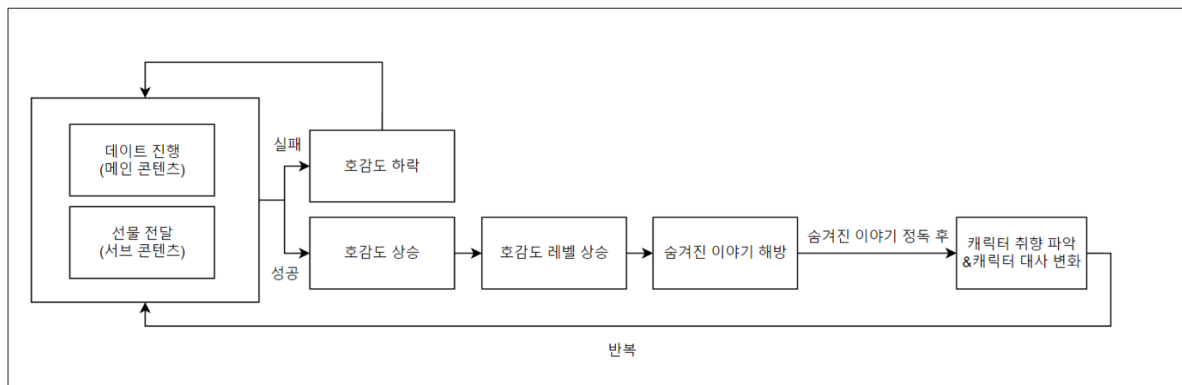 데이트 진행
(메인 콘텐츠)
선물 전달
(서브 콘텐츠)
실패
호감도 하락
성공
호감도 상승
호감도 레벨 상승
숨겨진 이야기 해방
숨겨진 이야기 정독 후
캐릭터 취향 파악
&캐릭터 대사 변화
반복